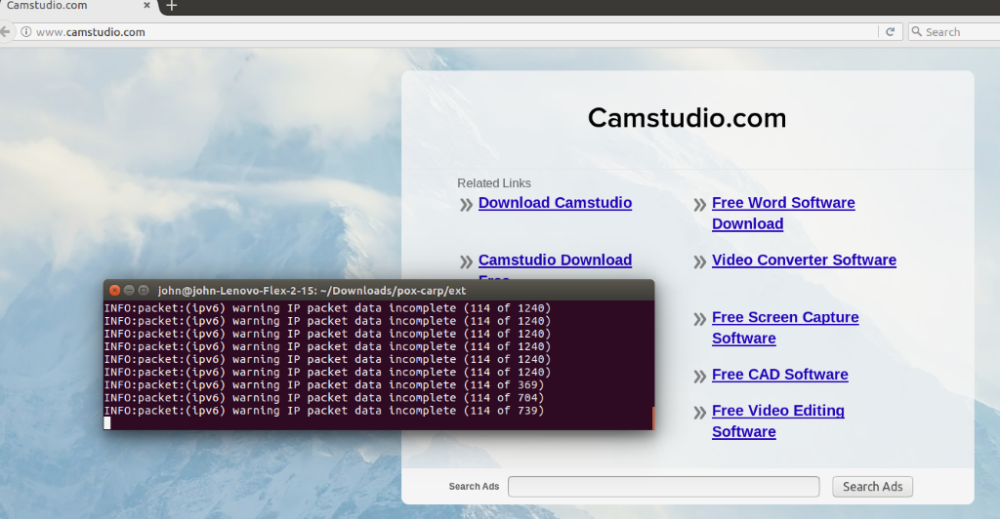 Camstudio.com
www.camstudio.com
Search
Camstudio.com
Related Links
Download Camstudio
Free Word Software
Download
Camstudio Download
Video Converter Software
Free Screen Capture
Software
Free CAD Software
Free Video Editing
Software
john@john-Lenovo-Flex-2-15: ~/Downloads/pox-carp/ext
INFO:packet:(ipv6) warning IP packet data incomplete (114 of 1240)
INFO:packet:(ipv6) warning IP packet data incomplete (114 of 1240)
INFO:packet:(ipv6) warning IP packet data incomplete (114 of 1240)
INFO:packet:(ipv6) warning IP packet data incomplete (114 of 1240)
INFO:packet:(ipv6) warning IP packet data incomplete (114 of 1240)
INFO:packet:(ipv6) warning IP packet data incomplete (114 of 1240)
INFO:packet:(ipv6) warning IP packet data incomplete (114 of 369)
INFO:packet:(ipv6) warning IP packet data incomplete (114 of 704)
INFO:packet:(ipv6) warning IP packet data incomplete (114 of 739)
Search Ads
Search Ads